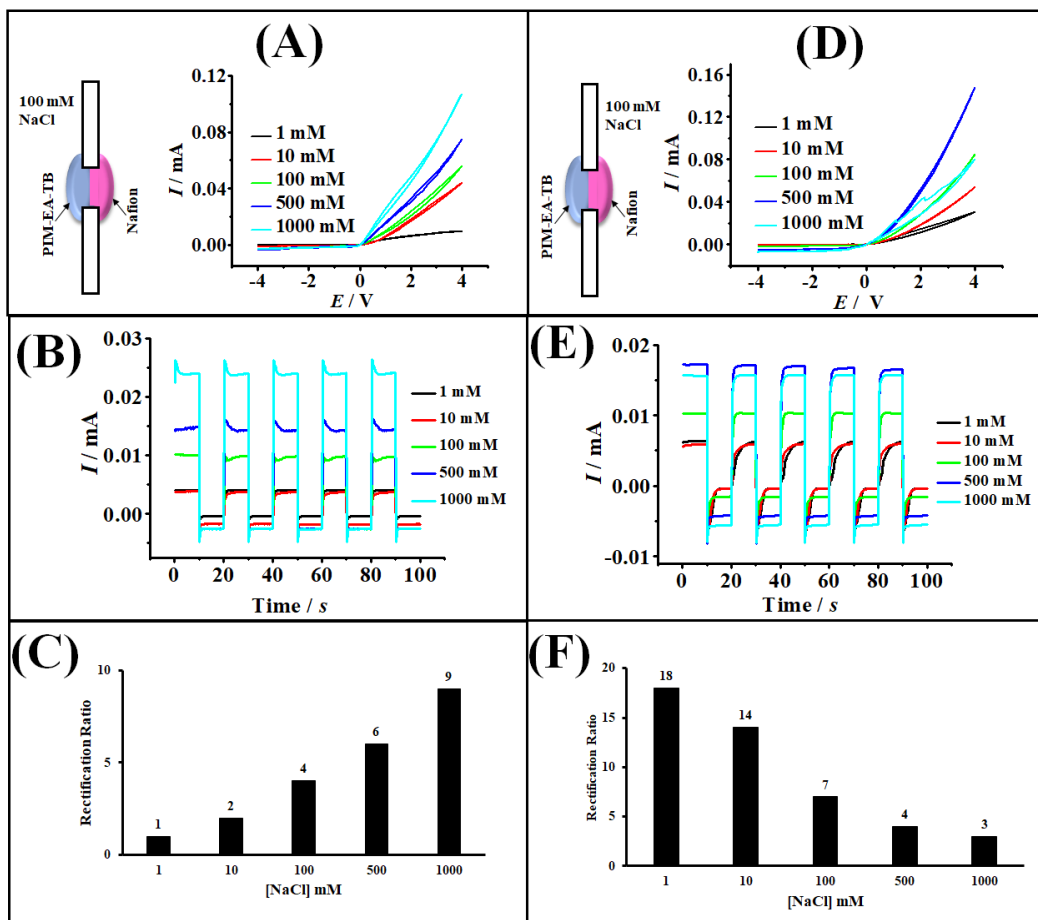 (A)
100 mM
NaCl
PIM-EA-TB
Nafion
I / mA
0.12
0.08
0.04
0.00
1 mM
10 mM
100 mM
500 mM
1000 mM
-4
-2
0
2
4
E / V
(D)
100 mM
NaCl
PIM-EA-TB
Nafion
I / mA
0.16
0.12
0.08
0.04
0.00
1 mM
10 mM
100 mM
500 mM
1000 mM
-4
-2
0
2
4
E / V
(B)
I / mA
0.03
0.02
0.01
0.00
1 mM
10 mM
100 mM
500 mM
1000 mM
0
20
40
60
80
100
Time / s
(E)
I / mA
0.02
0.01
0.00
-0.01
1 mM
10 mM
100 mM
500 mM
1000 mM
0
20
40
60
80
100
Time / s
(C)
Rectification Ratio
10
5
0
1
2
4
6
9
1
10
100
500
1000
[NaCl] mM
(F)
Rectification Ratio
20
15
10
5
0
18
14
7
4
3
1
10
100
500
1000
[NaCl] mM